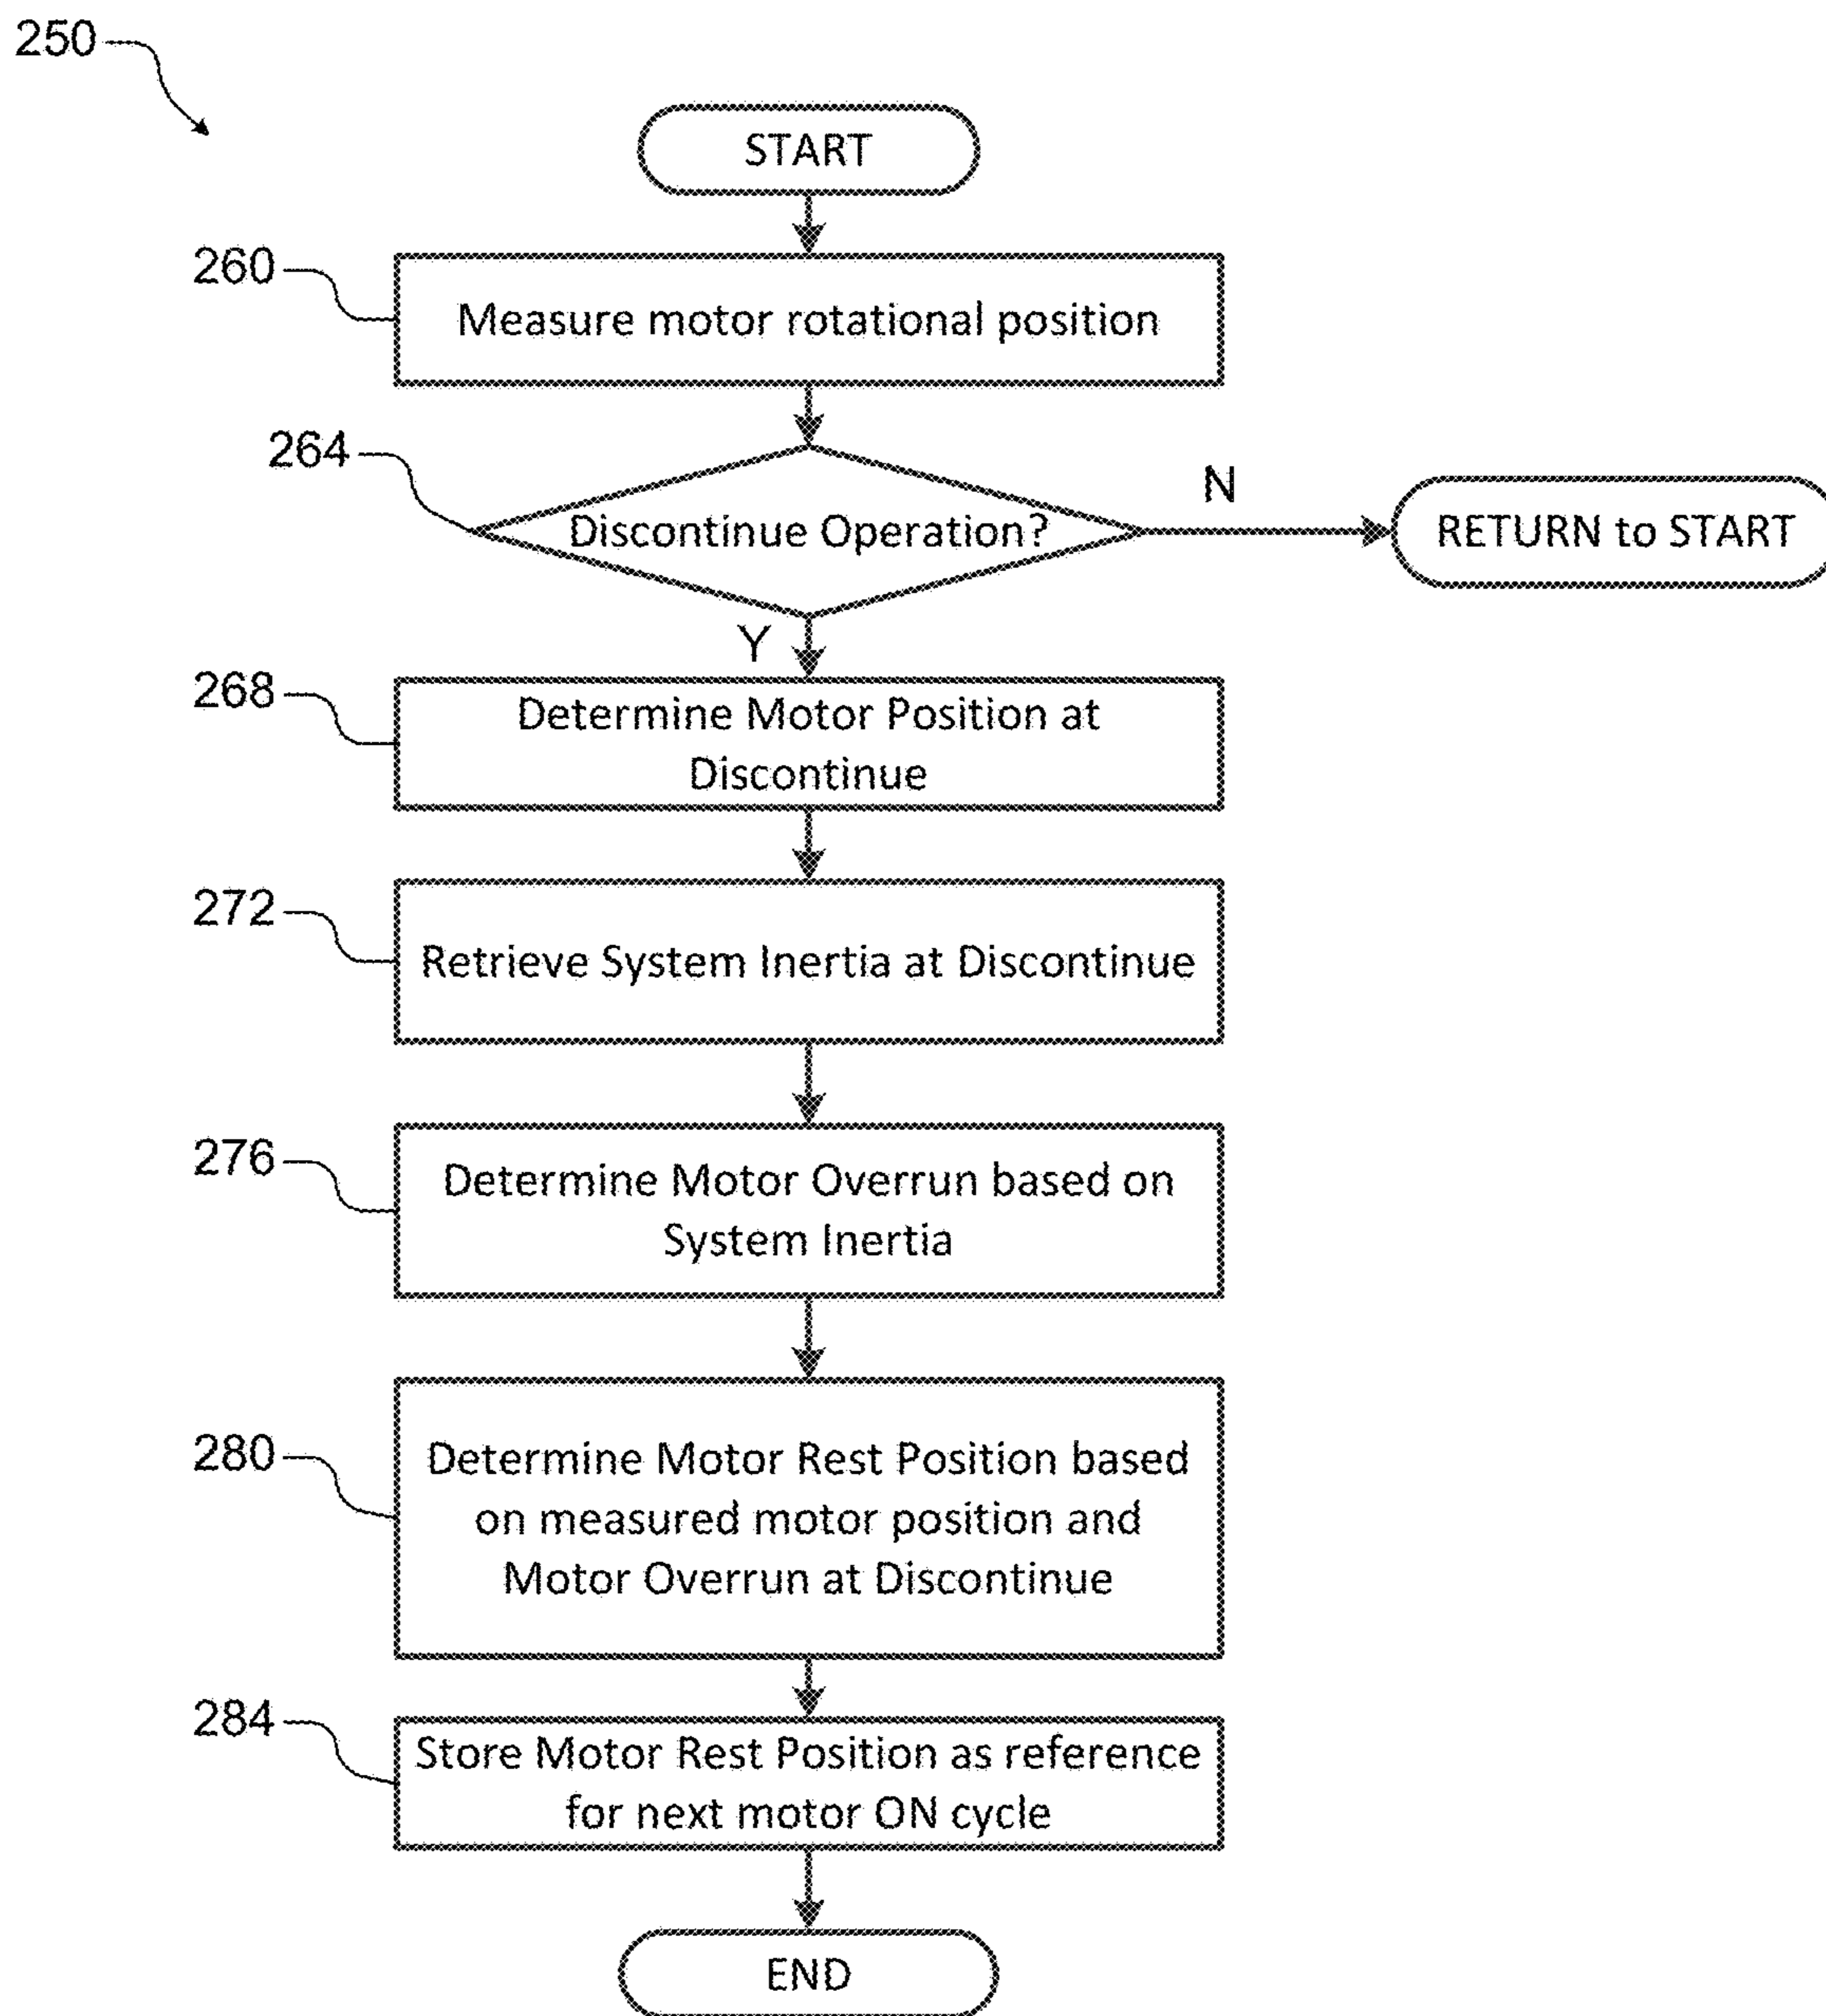 250
START
260
Measure motor rotational position
264
Discontinue Operation?
N
RETURN to START
Y
268
Determine Motor Position at
Discontinue
272
Retrieve System Inertia at Discontinue
276
Determine Motor Overrun based on
System Inertia
280
Determine Motor Rest Position based
on measured motor position and
Motor Overrun at Discontinue
284
Store Motor Rest Position as reference
for next motor ON cycle
END